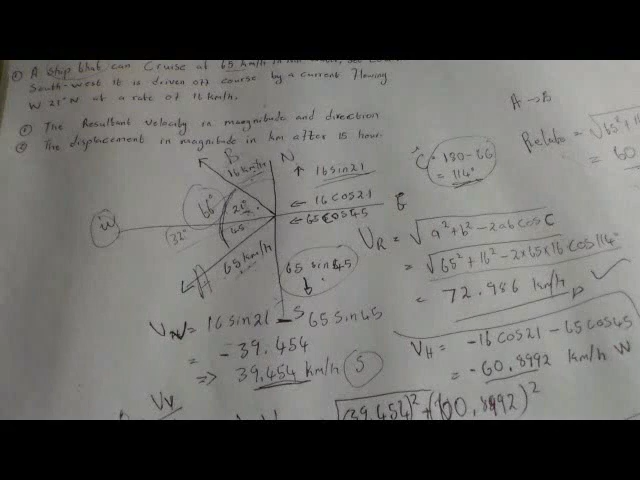 ① A ship that can Cruise at 65 km/h in
South-West it is driven off course by a current flowing
W 21° N at a rate of 16 km/h.
① The Resultant velocity in magnitude and direction
② The displacement in magnitude in km after 15 hour
A → B
B
16 km/h
N
↑ 16 sin 21
C = 180 - 66
= 114°
= 60
66°
21°
← 16 cos 21
← 65 cos 45
E
W
32°
45
65 km/h
A
65 sin 45
↓
S
V_R = √a² + b² - 2ab cos C
= √65² + 16² - 2×65×16 cos 114°
= 72.986 km/h
= 16 sin 21 - 65 sin 45
= -39.454
=> 39.454 km/h (S)
V_H = -16 cos 21 - 65 cos 45
= -60.8992 km/h W
√(39.454)² + (60.8992)²